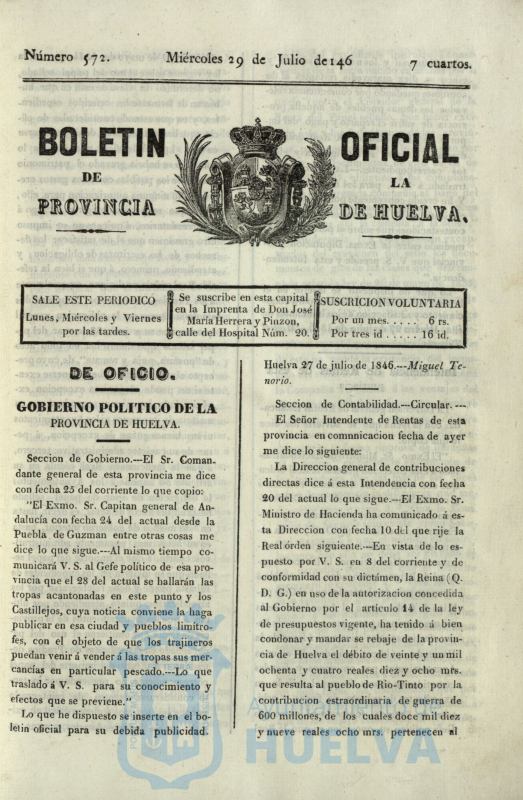 Número 572. Miércoles 29 de Julio de 146 7 cuartos.
BOLETIN OFICIAL
DE LA
PROVINCIA DE HUELVA.
SALE ESTE PERIODICO
Lunes, Miércoles y Viernes
por las tardes.
Se suscribe en esta capital
en la Imprenta de Don José
María Herrera y Pinzon,
calle del Hospital Núm. 20.
SUSCRICION VOLUNTARIA
Por un mes. . . . . 6 rs.
Por tres id . . . . . 16 id.
DE OFICIO.
GOBIERNO POLITICO DE LA
PROVINCIA DE HUELVA.
Seccion de Gobierno.---El Sr. Coman-
dante general de esta provincia me dice
con fecha 25 del corriente lo que copio:
"El Exmo. Sr. Capitan general de An-
dalucía con fecha 24 del actual desde la
Puebla de Guzman entre otras cosas me
dice lo que sigue.---Al mismo tiempo co-
municará V. S. al Gefe político de esa pro-
vincia que el 28 del actual se hallarán las
tropas acantonadas en este punto y los
Castillejos, cuya noticia conviene la haga
publicar en esa ciudad y pueblos limítro-
fes, con el objeto de que los trajineros
puedan venir á vender á las tropas sus mer-
cancías en particular pescado.---Lo que
traslado á V. S. para su conocimiento y
efectos que se previene."
Lo que he dispuesto se inserte en el bo-
letin oficial para su debida publicidad.
Huelva 27 de julio de 1846.---Miguel Te-
norio.
Seccion de Contabilidad.---Circular.---
El Señor Intendente de Rentas de esta
provincia en comnnicacion fecha de ayer
me dice lo siguiente:
La Direccion general de contribuciones
directas dice á esta Intendencia con fecha
20 del actual lo que sigue.---El Exmo. Sr.
Ministro de Hacienda ha comunicado á es-
ta Direccion con fecha 10 del que rije la
Real órden siguiente.---En vista de lo es-
puesto por V. S. en 8 del corriente y de
conformidad con su dictámen, la Reina (Q.
D. G.) en uso de la autorizacion concedida
al Gobierno por el artículo 14 de la ley
de presupuestos vigente, ha tenido á bien
condonar y mandar se rebaje de la provin-
cia de Huelva el débito de veinte y un mil
ochenta y cuatro reales diez y ocho mrs.
que resulta al pueblo de Rio-Tinto por la
contribucion estraordinaria de guerra de
600 millones, de los cuales doce mil diez
y nueve reales ocho mrs. pertenecen al
Ayuntamiento
HUELVA